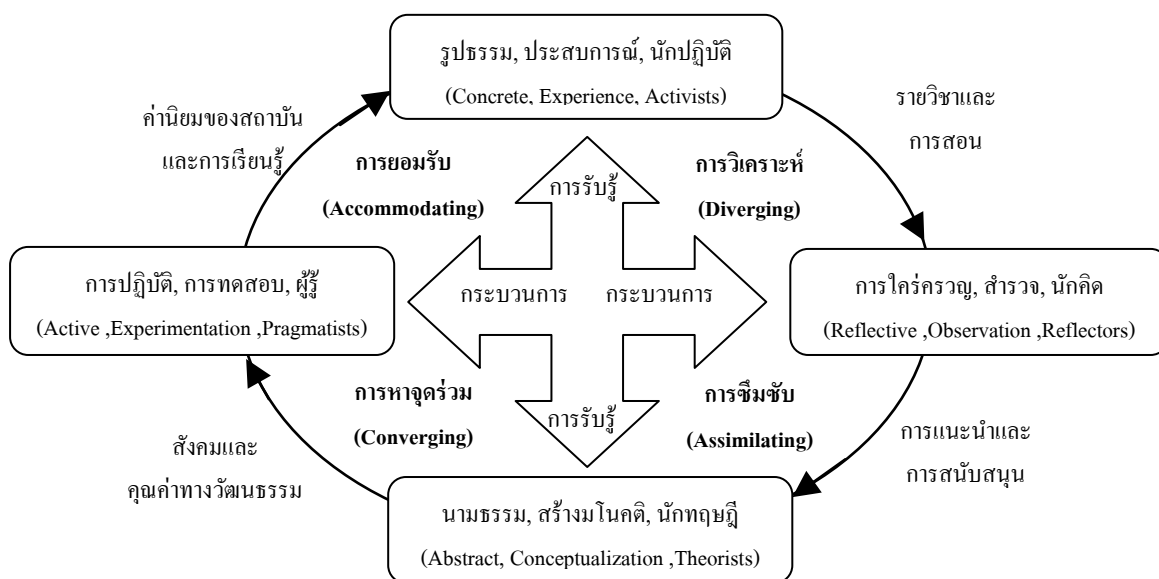 รูปธรรม, ประสบการณ์, นักปฏิบัติ
(Concrete, Experience, Activists)
รายวิชาและ
การสอน
ค่านิยมของสถาบัน
และการเรียนรู้
การยอมรับ
(Accommodating)
การรับรู้
การวิเคราะห์
(Diverging)
การปฏิบัติ, การทดสอบ, ผู้รู้
(Active ,Experimentation ,Pragmatists)
กระบวนการ
กระบวนการ
การใคร่ครวญ, สำรวจ, นักคิด
(Reflective ,Observation ,Reflectors)
การหาจุดร่วม
(Converging)
การรับรู้
การซึมซับ
(Assimilating)
สังคมและ
คุณค่าทางวัฒนธรรม
การแนะนำและ
การสนับสนุน
นามธรรม, สร้างมโนคติ, นักทฤษฎี
(Abstract, Conceptualization ,Theorists)